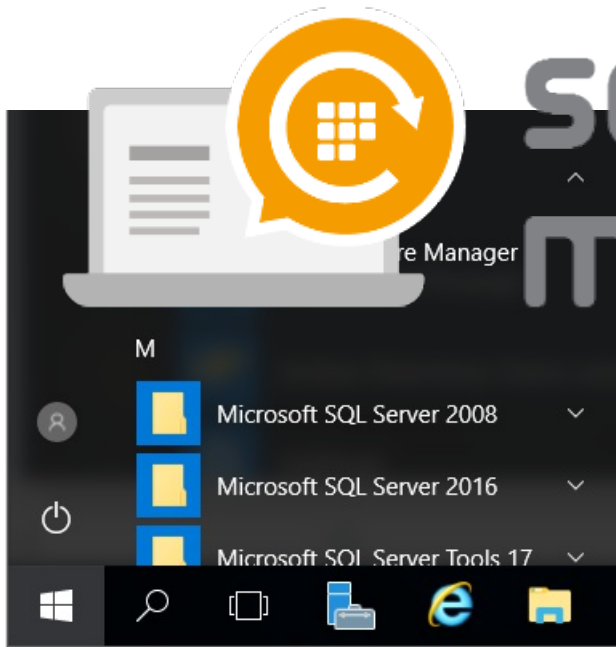 re Manager
M
Microsoft SQL Server 2008
Microsoft SQL Server 2016
Microsoft SQL Server Tools 17